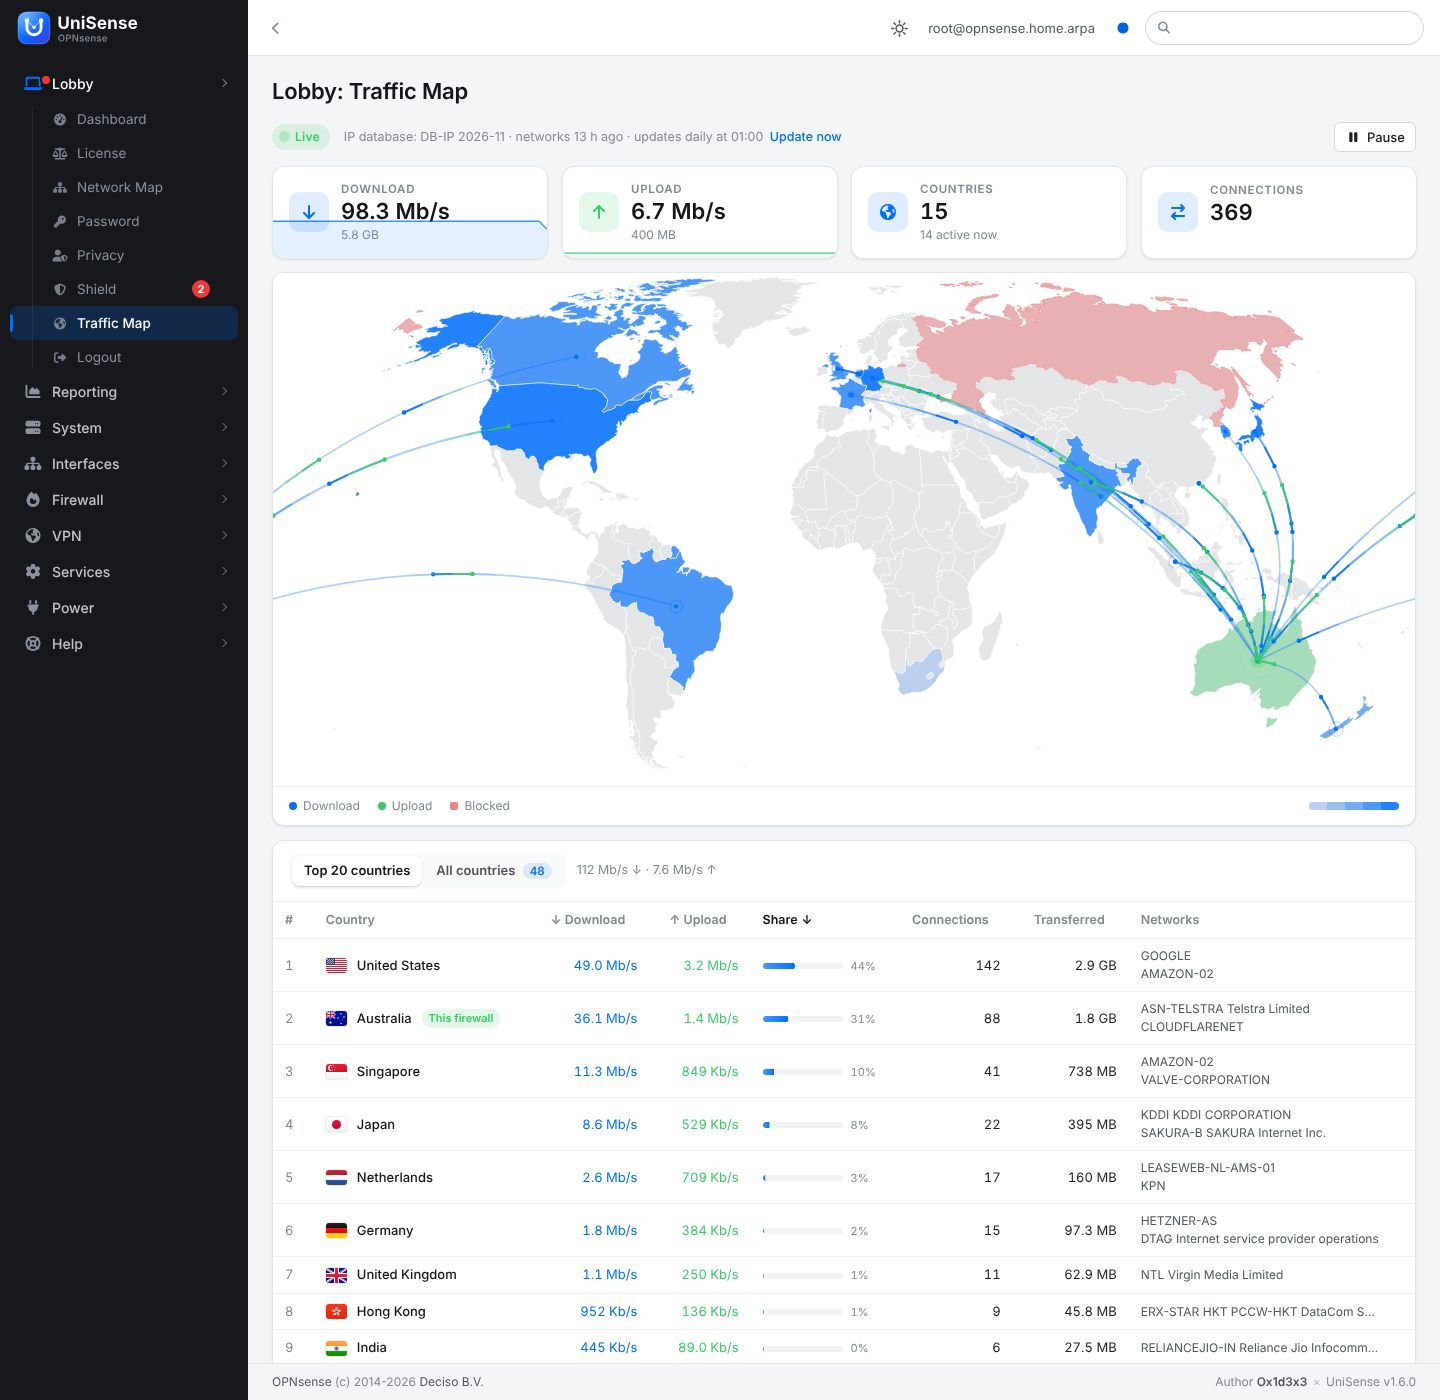 UniSense
OPNsense
root@opnsense.home.arpa
Lobby
Dashboard
License
Network Map
Password
Privacy
Shield 2
Traffic Map
Logout
Reporting
System
Interfaces
Firewall
VPN
Services
Power
Help
Lobby: Traffic Map
Live IP database: DB-IP 2026-11 · networks 13 h ago · updates daily at 01:00 Update now
Pause
DOWNLOAD
98.3 Mb/s
5.8 GB
UPLOAD
6.7 Mb/s
400 MB
COUNTRIES
15
14 active now
CONNECTIONS
369
Download Upload Blocked
Top 20 countries All countries 48 112 Mb/s ↓ · 7.6 Mb/s ↑
# Country ↓ Download ↑ Upload Share ↓ Connections Transferred Networks
1 United States 49.0 Mb/s 3.2 Mb/s 44% 142 2.9 GB GOOGLE
AMAZON-02
2 Australia This firewall 36.1 Mb/s 1.4 Mb/s 31% 88 1.8 GB ASN-TELSTRA Telstra Limited
CLOUDFLARENET
3 Singapore 11.3 Mb/s 849 Kb/s 10% 41 738 MB AMAZON-02
VALVE-CORPORATION
4 Japan 8.6 Mb/s 529 Kb/s 8% 22 395 MB KDDI KDDI CORPORATION
SAKURA-B SAKURA Internet Inc.
5 Netherlands 2.6 Mb/s 709 Kb/s 3% 17 160 MB LEASEWEB-NL-AMS-01
KPN
6 Germany 1.8 Mb/s 384 Kb/s 2% 15 97.3 MB HETZNER-AS
DTAG Internet service provider operations
7 United Kingdom 1.1 Mb/s 250 Kb/s 1% 11 62.9 MB NTL Virgin Media Limited
8 Hong Kong 952 Kb/s 136 Kb/s 1% 9 45.8 MB ERX-STAR HKT PCCW-HKT DataCom S...
9 India 445 Kb/s 89.0 Kb/s 0% 6 27.5 MB RELIANCEJIO-IN Reliance Jio Infocomm...
OPNsense (c) 2014-2026 Deciso B.V.
Author Ox1d3x3 × UniSense v1.6.0